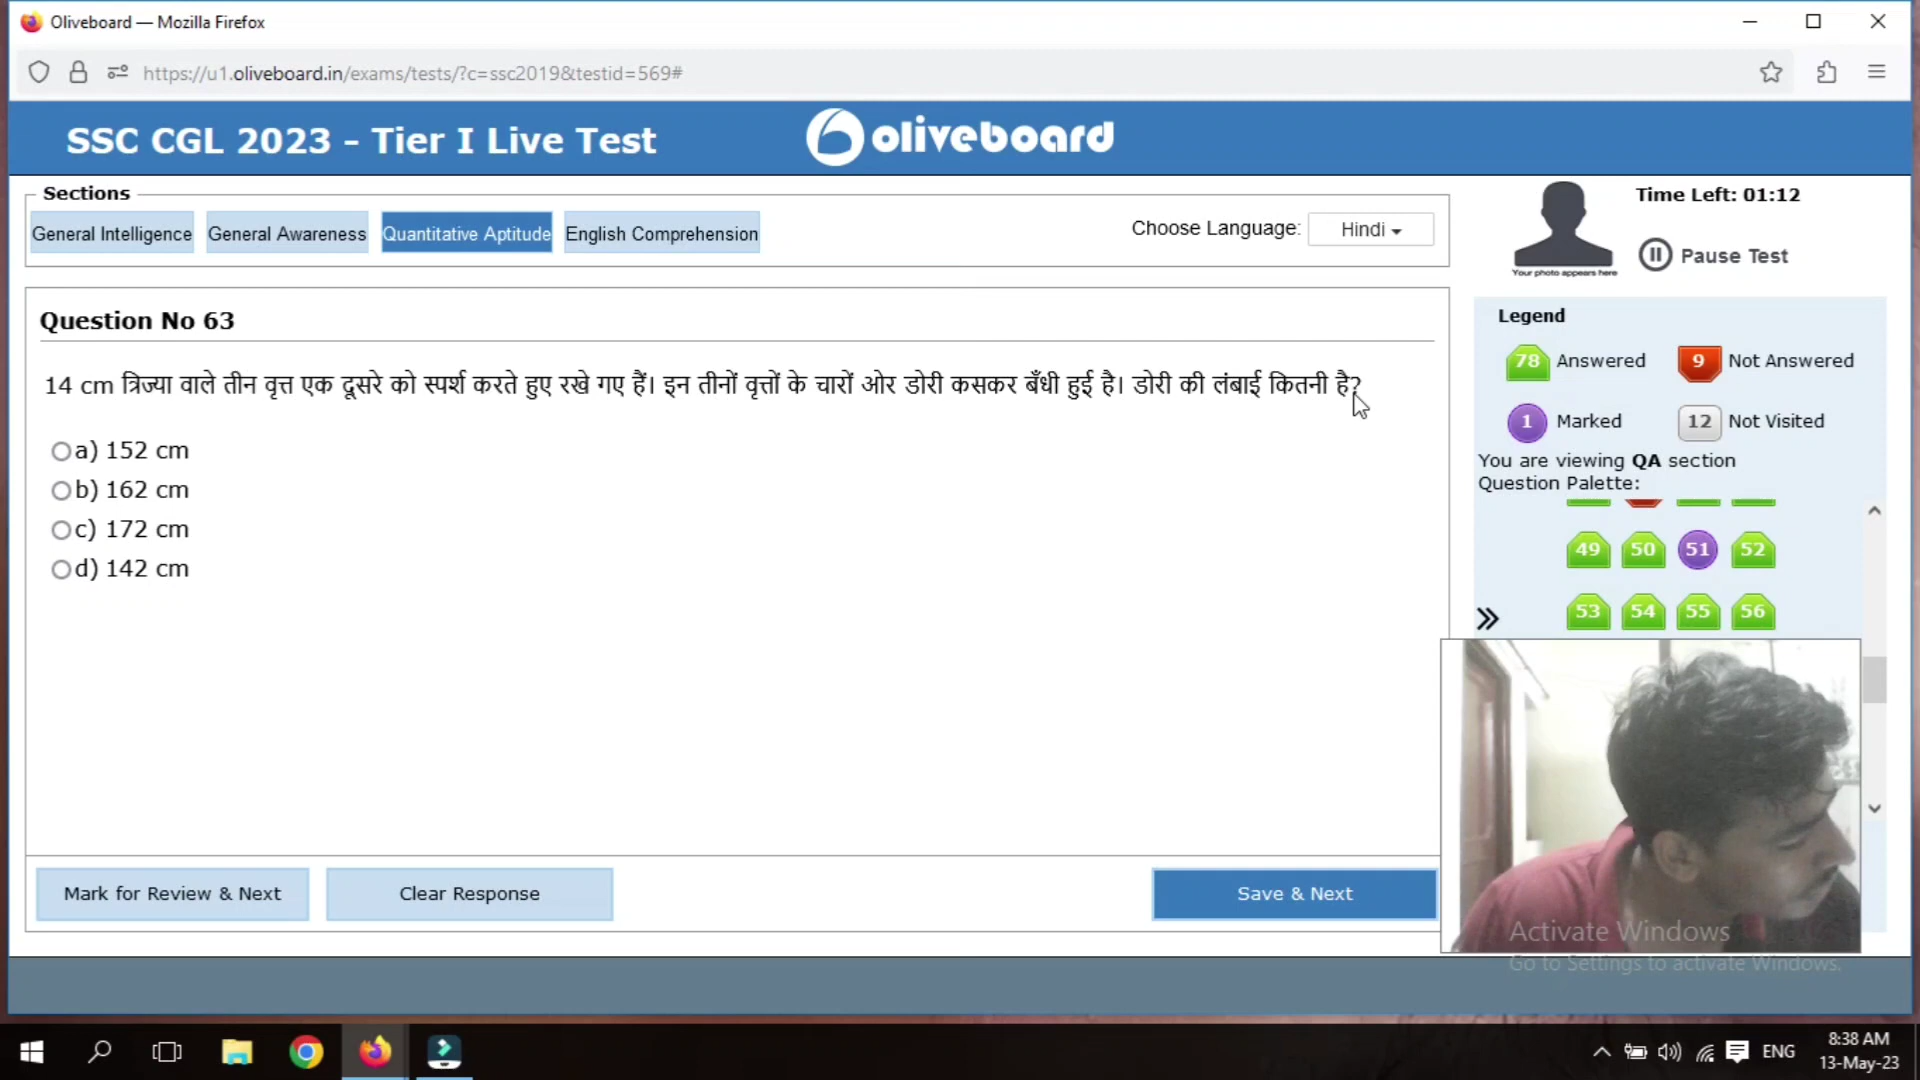 Oliveboard — Mozilla Firefox
https://u1.oliveboard.in/exams/tests/?c=ssc2019&testid=569#
SSC CGL 2023 - Tier I Live Test
oliveboard
Sections
General Intelligence
General Awareness
Quantitative Aptitude
English Comprehension
Choose Language:
Hindi
Your photo appears here
Time Left: 01:12
Pause Test
Question No 63
14 cm त्रिज्या वाले तीन वृत्त एक दूसरे को स्पर्श करते हुए रखे गए हैं। इन तीनों वृत्तों के चारों ओर डोरी कसकर बँधी हुई है। डोरी की लंबाई कितनी है?
a) 152 cm
b) 162 cm
c) 172 cm
d) 142 cm
Mark for Review & Next
Clear Response
Save & Next
Legend
78 Answered
9 Not Answered
1 Marked
12 Not Visited
You are viewing QA section
Question Palette:
49 50 51 52
53 54 55 56
Activate Windows
Go to Settings to activate Windows.
ENG
8:38 AM
13-May-23